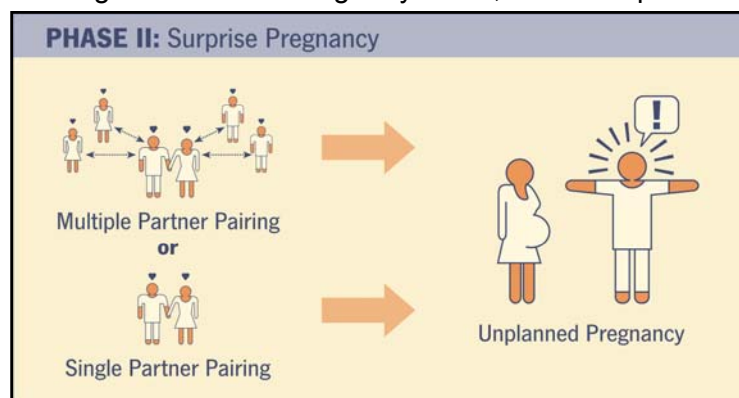 PHASE II: Surprise Pregnancy
!
Multiple Partner Pairing
or
Single Partner Pairing
Unplanned Pregnancy